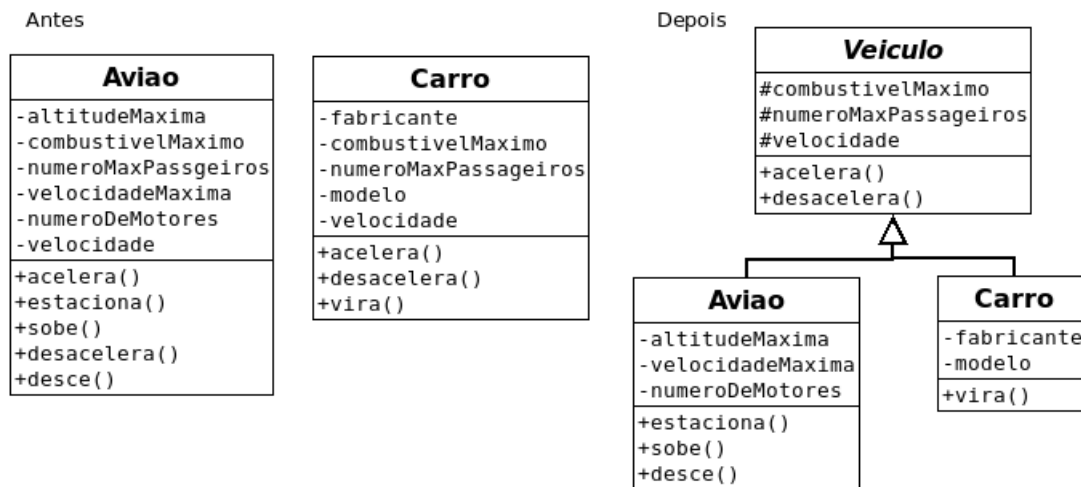 Antes
Aviao
-altitudeMaxima
-combustivelMaximo
-numeroMaxPassgeiros
-velocidadeMaxima
-numeroDeMotores
-velocidade
+acelera()
+estaciona()
+sobe()
+desacelera()
+desce()
Carro
-fabricante
-combustivelMaximo
-numeroMaxPassageiros
-modelo
-velocidade
+acelera()
+desacelera()
+vira()
Depois
Veiculo
#combustivelMaximo
#numeroMaxPassageiros
#velocidade
+acelera()
+desacelera()
Aviao
-altitudeMaxima
-velocidadeMaxima
-numeroDeMotores
+estaciona()
+sobe()
+desce()
Carro
-fabricante
-modelo
+vira()